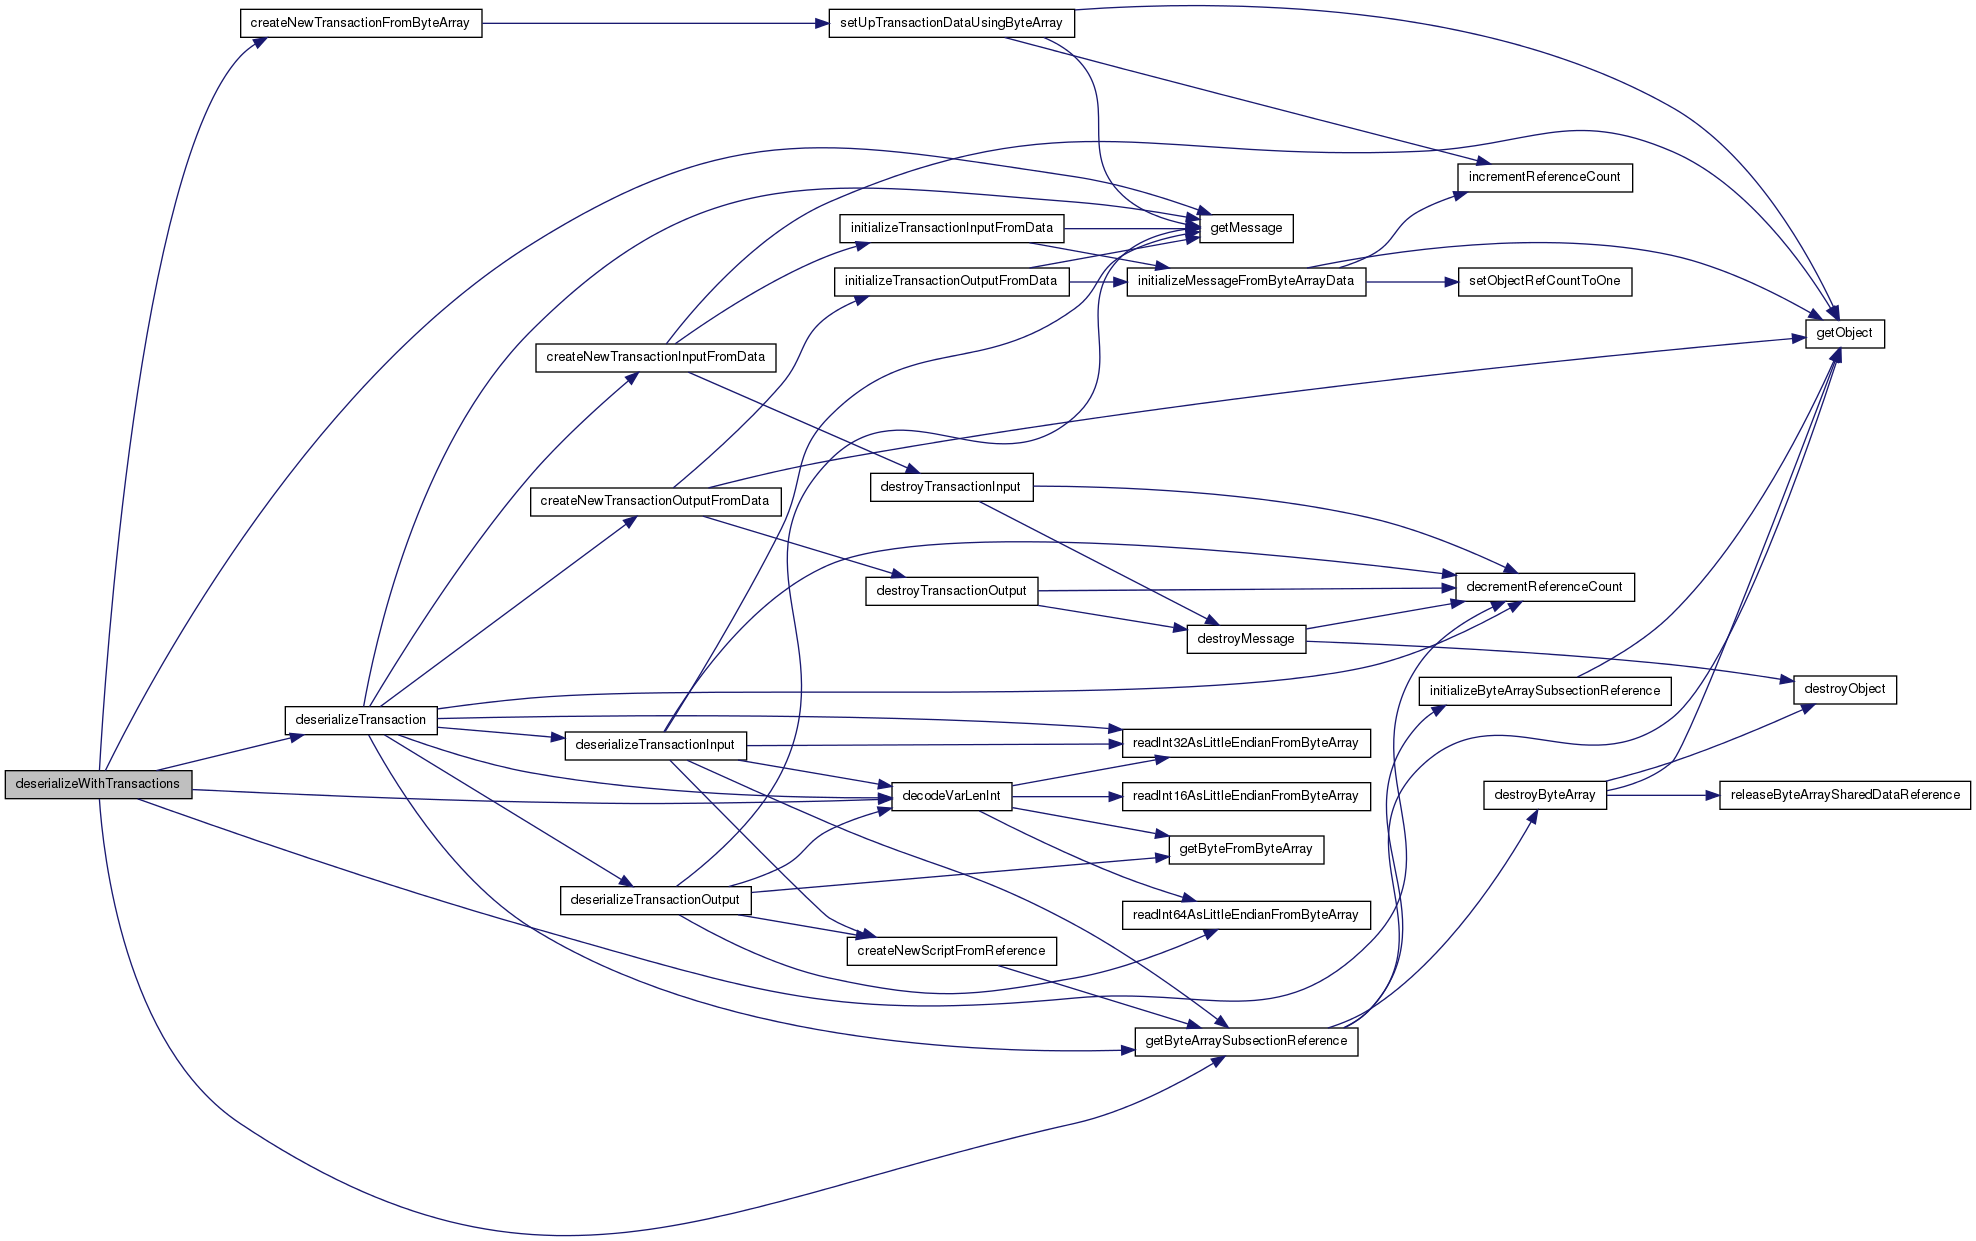 createNewTransactionFromByteArray
setUpTransactionDataUsingByteArray
incrementReferenceCount
initializeTransactionInputFromData
getMessage
initializeTransactionOutputFromData
initializeMessageFromByteArrayData
setObjectRefCountToOne
getObject
createNewTransactionInputFromData
destroyTransactionInput
createNewTransactionOutputFromData
destroyTransactionOutput
decrementReferenceCount
destroyMessage
initializeByteArraySubsectionReference
destroyObject
deserializeTransaction
deserializeTransactionInput
readInt32AsLittleEndianFromByteArray
deserializeWithTransactions
decodeVarLenInt
readInt16AsLittleEndianFromByteArray
destroyByteArray
releaseByteArraySharedDataReference
getByteFromByteArray
deserializeTransactionOutput
readInt64AsLittleEndianFromByteArray
createNewScriptFromReference
getByteArraySubsectionReference